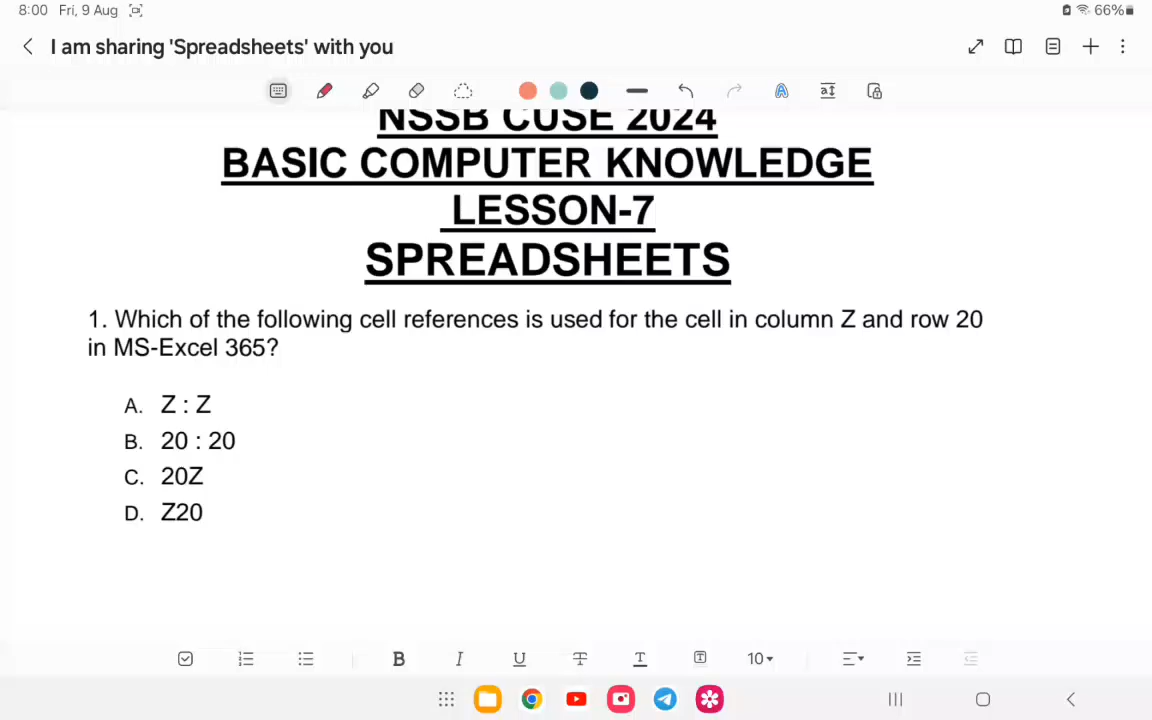 8:00 Fri, 9 Aug 66%
I am sharing 'Spreadsheets' with you
NSSB CUSE 2024
BASIC COMPUTER KNOWLEDGE
LESSON-7
SPREADSHEETS
1. Which of the following cell references is used for the cell in column Z and row 20
in MS-Excel 365?
A. Z : Z
B. 20 : 20
C. 20Z
D. Z20
B I U T T T 10